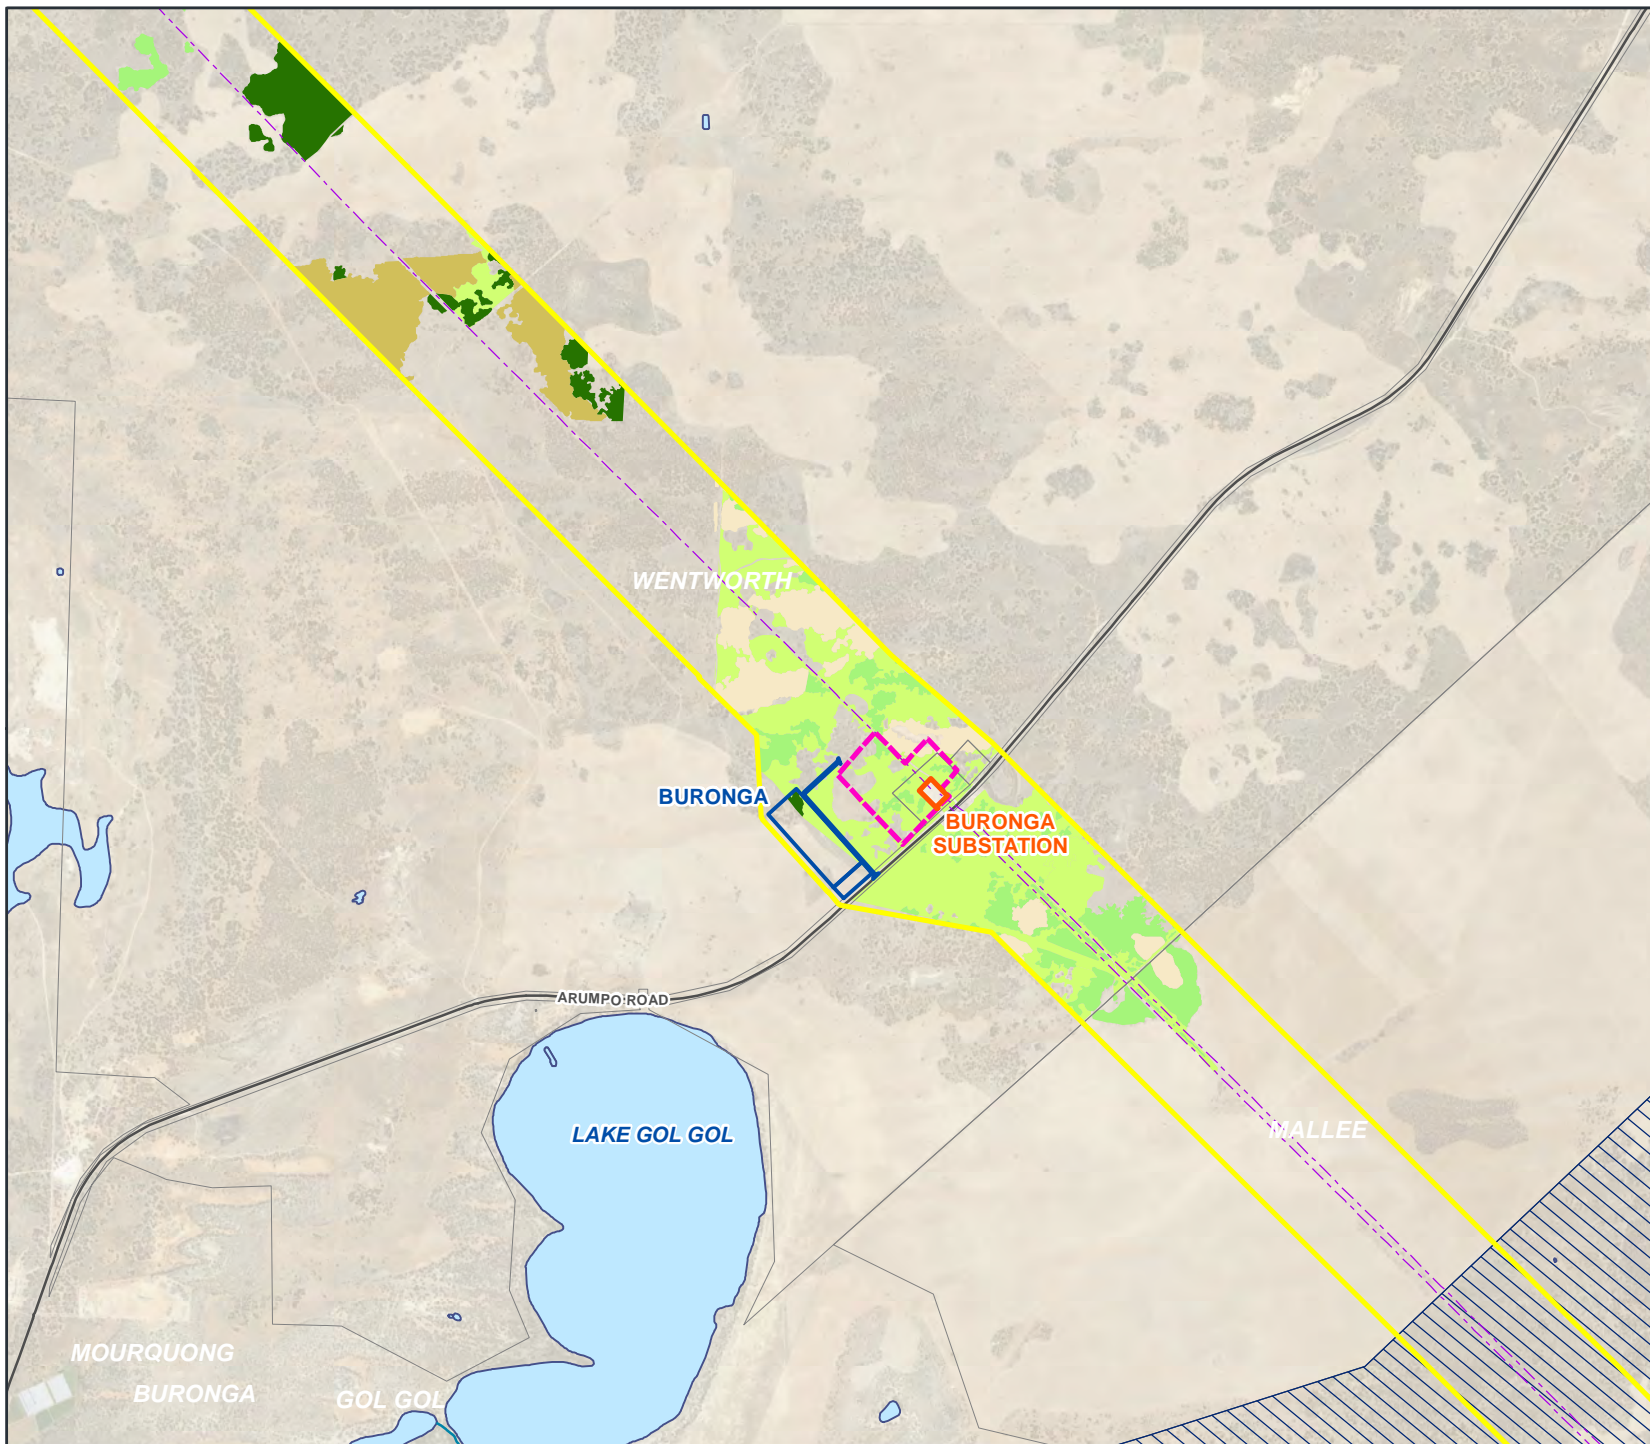 WENTWORTH
BURONGA
BURONGA
SUBSTATION
ARUMPO ROAD
LAKE GOL GOL
MALLEE
MOURQUONG
BURONGA
GOL GOL